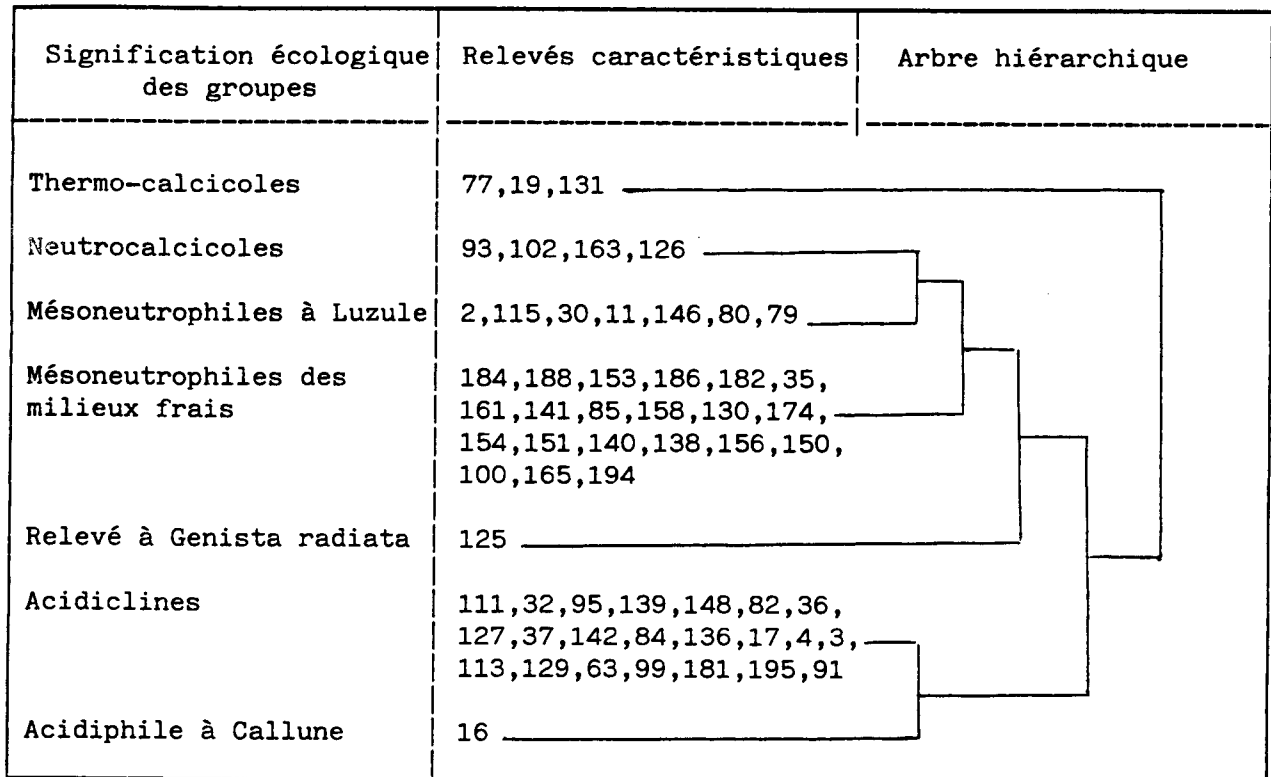 Signification écologique des groupes
Relevés caractéristiques
Arbre hiérarchique
Thermo-calcicoles
77,19,131
Neutrocalcicoles
93,102,163,126
Mésoneutrophiles à Luzule
2,115,30,11,146,80,79
Mésoneutrophiles des
milieux frais
184,188,153,186,182,35,
161,141,85,158,130,174,
154,151,140,138,156,150,
100,165,194
Relevé à Genista radiata
125
Acidiclines
111,32,95,139,148,82,36,
127,37,142,84,136,17,4,3,
113,129,63,99,181,195,91
Acidiphile à Callune
16